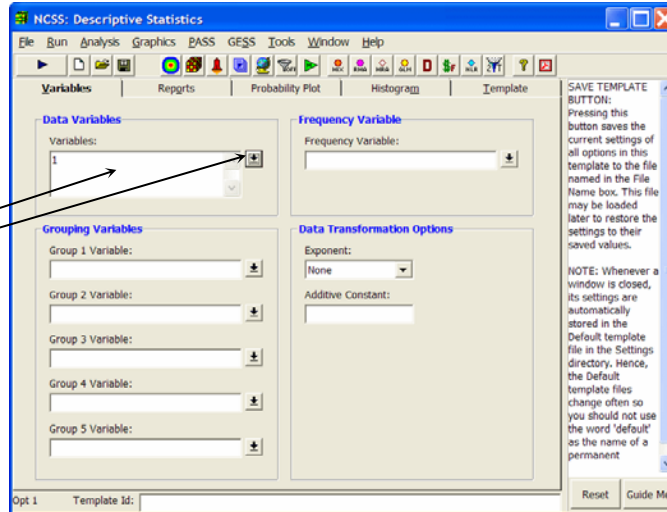 NCSS: Descriptive Statistics
File Run Analysis Graphics PASS GESS Tools Window Help
Variables Reports Probability Plot Histogram Template
Data Variables
Variables:
1
Frequency Variable
Frequency Variable:
Grouping Variables
Group 1 Variable:
Group 2 Variable:
Group 3 Variable:
Group 4 Variable:
Group 5 Variable:
Data Transformation Options
Exponent:
None
Additive Constant:
SAVE TEMPLATE
BUTTON:
Pressing this
button saves the
current settings of
all options in this
template to the file
named in the File
Name box. This file
may be loaded
later to restore the
settings to their
saved values.
NOTE: Whenever a
window is closed,
its settings are
automatically
stored in the
Default template
file in the Settings
directory. Hence,
the Default
template files
change often so
you should not use
the word 'default'
as the name of a
permanent
Opt 1 Template Id:
Reset Guide Me